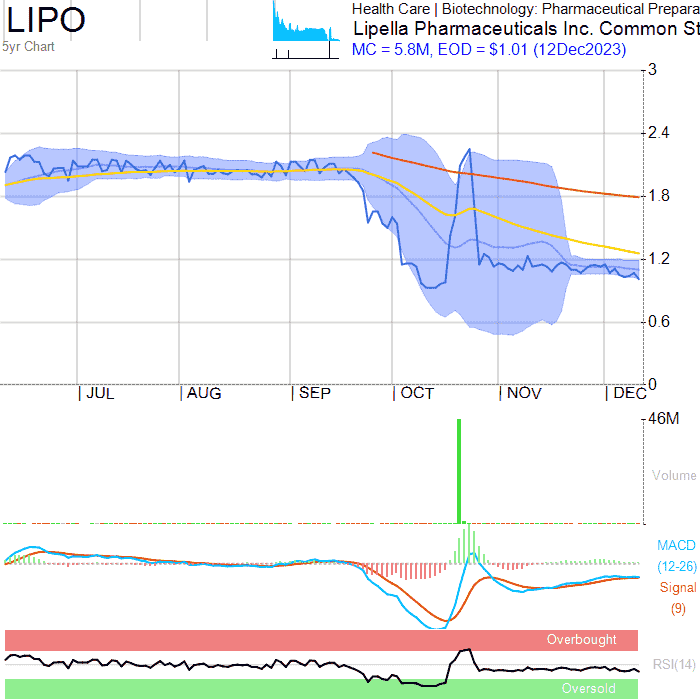 LIPO
5yr Chart
Health Care | Biotechnology: Pharmaceutical Prepara
Lipella Pharmaceuticals Inc. Common St
MC = 5.8M, EOD = $1.01 (12Dec2023)
3
2.4
1.8
1.2
0.6
0
JUL AUG SEP OCT NOV DEC
46M
Volume
MACD
(12-26)
Signal
(9)
Overbought
RSI(14)
Oversold